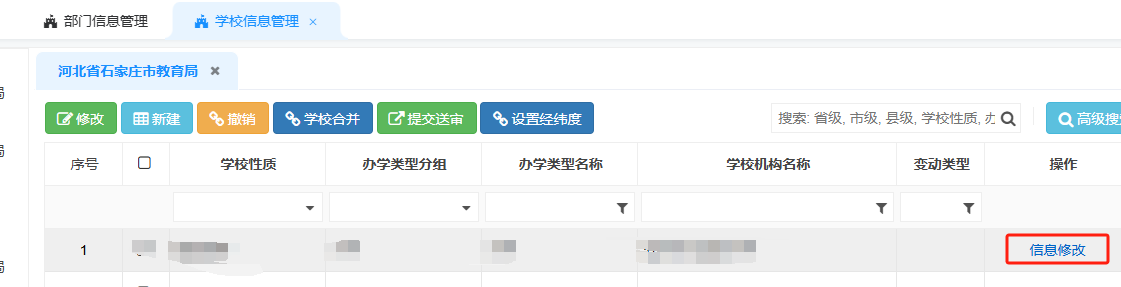 部门信息管理 学校信息管理 ×
河北省石家庄市教育局 ×
局
修改 新建 撤销 学校合并 提交送审 设置经纬度 搜索: 省级, 市级, 县级, 学校性质, 办 高级搜索
局
序号 学校性质 办学类型分组 办学类型名称 学校机构名称 变动类型 操作
1 信息修改
局